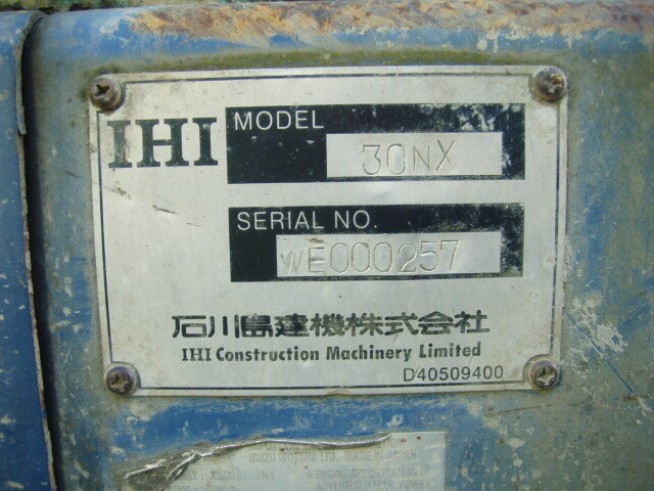 IHI
MODEL
30NX
SERIAL NO.
WE000257
石川島建機株式会社
IHI Construction Machinery Limited
D40509400